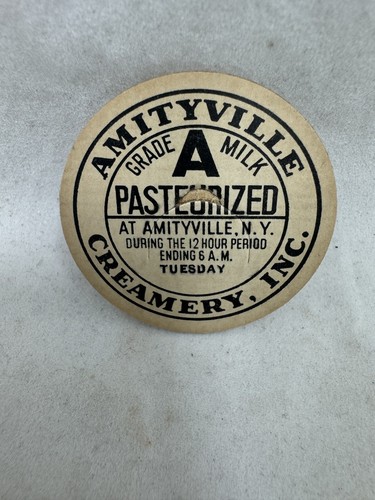 AMITYVILLE
GRADE A MILK
PASTEURIZED
AT AMITYVILLE, N.Y.
DURING THE 12 HOUR PERIOD
ENDING 6 A.M.
TUESDAY
CREAMERY, INC.